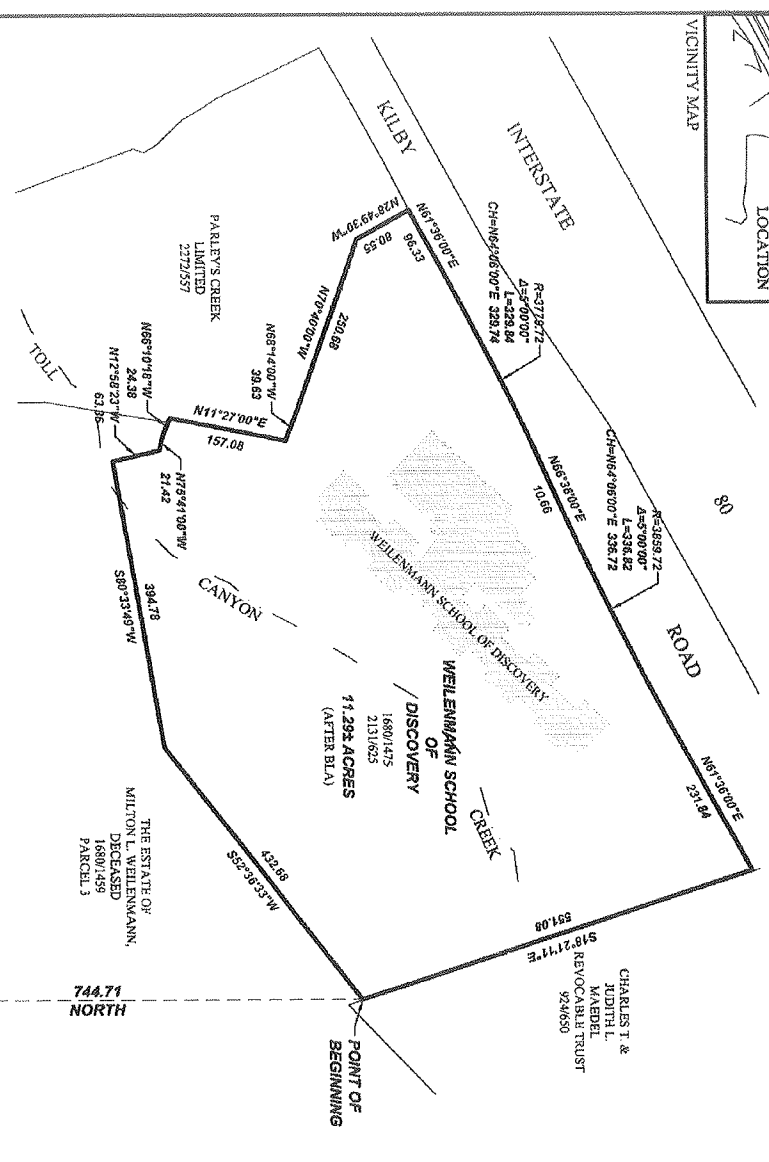 VICINITY MAP
LOCATION
INTERSTATE
80
KILBY
ROAD
N61°36'00"E
96.33
R=3779.72
Δ=5°00'00"
L=329.84
CH=N64°06'00"E 329.74
N66°36'00"E
10.66
R=3859.72
Δ=5°00'00"
L=336.82
CH=N64°06'00"E 336.72
N61°36'00"E
231.84
N28°49'30"W
80.55
N70°40'00"W
250.68
N68°14'00"W
39.63
N11°27'00"E
157.08
N66°10'18"W
24.38
N12°58'23"W
63.86
N75°41'00"W
21.42
394.78
S80°33'49"W
432.68
S52°36'33"W
551.08
S18°21'11"E
PARLEY'S CREEK
LIMITED
2272/557
TOLL
CANYON
CREEK
WEILENMANN SCHOOL OF DISCOVERY
WEILENMANN SCHOOL
OF
DISCOVERY
1680/1475
2131/625
11.29± ACRES
(AFTER BLA)
CHARLES T. &
JUDITH L.
MAEDEL
REVOCABLE TRUST
924/650
THE ESTATE OF
MILTON L. WEILENMANN,
DECEASED
1680/1459
PARCEL 3
744.71
NORTH
POINT OF
BEGINNING